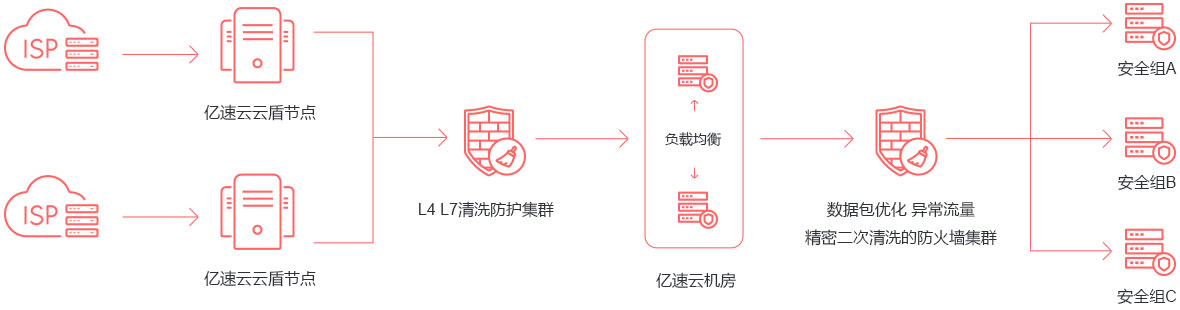 ISP
亿速云云盾节点
ISP
亿速云云盾节点
L4 L7清洗防护集群
负载均衡
亿速云机房
数据包优化 异常流量
精密二次清洗的防火墙集群
安全组A
安全组B
安全组C